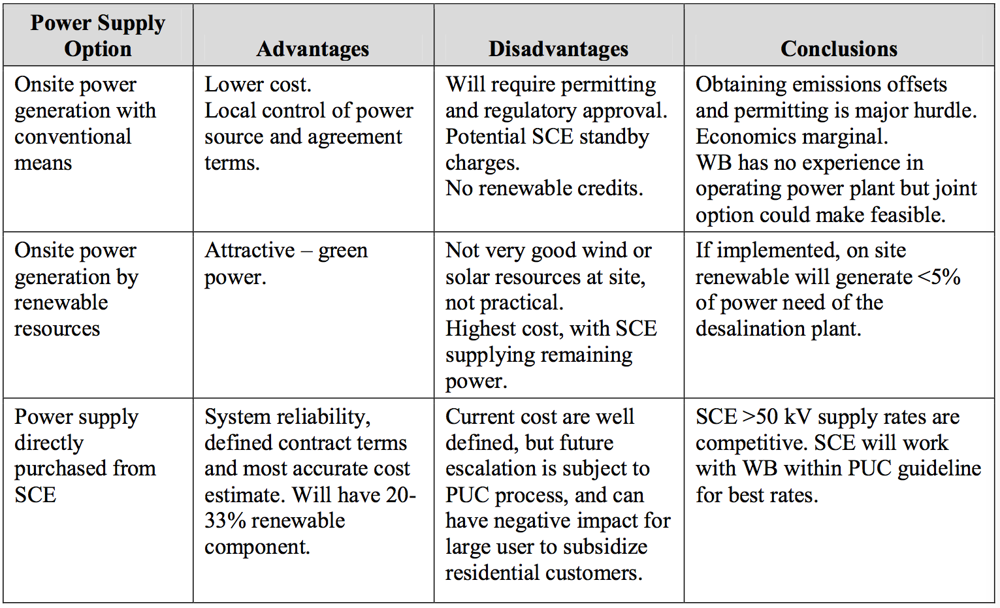 Power Supply
Option
Advantages
Disadvantages
Conclusions
Onsite power
generation with
conventional
means
Lower cost.
Local control of power
source and agreement
terms.
Will require permitting
and regulatory approval.
Potential SCE standby
charges.
No renewable credits.
Obtaining emissions offsets
and permitting is major hurdle.
Economics marginal.
WB has no experience in
operating power plant but joint
option could make feasible.
Onsite power
generation by
renewable
resources
Attractive – green
power.
Not very good wind or
solar resources at site,
not practical.
Highest cost, with SCE
supplying remaining
power.
If implemented, on site
renewable will generate <5%
of power need of the
desalination plant.
Power supply
directly
purchased from
SCE
System reliability,
defined contract terms
and most accurate cost
estimate. Will have 20-
33% renewable
component.
Current cost are well
defined, but future
escalation is subject to
PUC process, and can
have negative impact for
large user to subsidize
residential customers.
SCE >50 kV supply rates are
competitive. SCE will work
with WB within PUC guideline
for best rates.